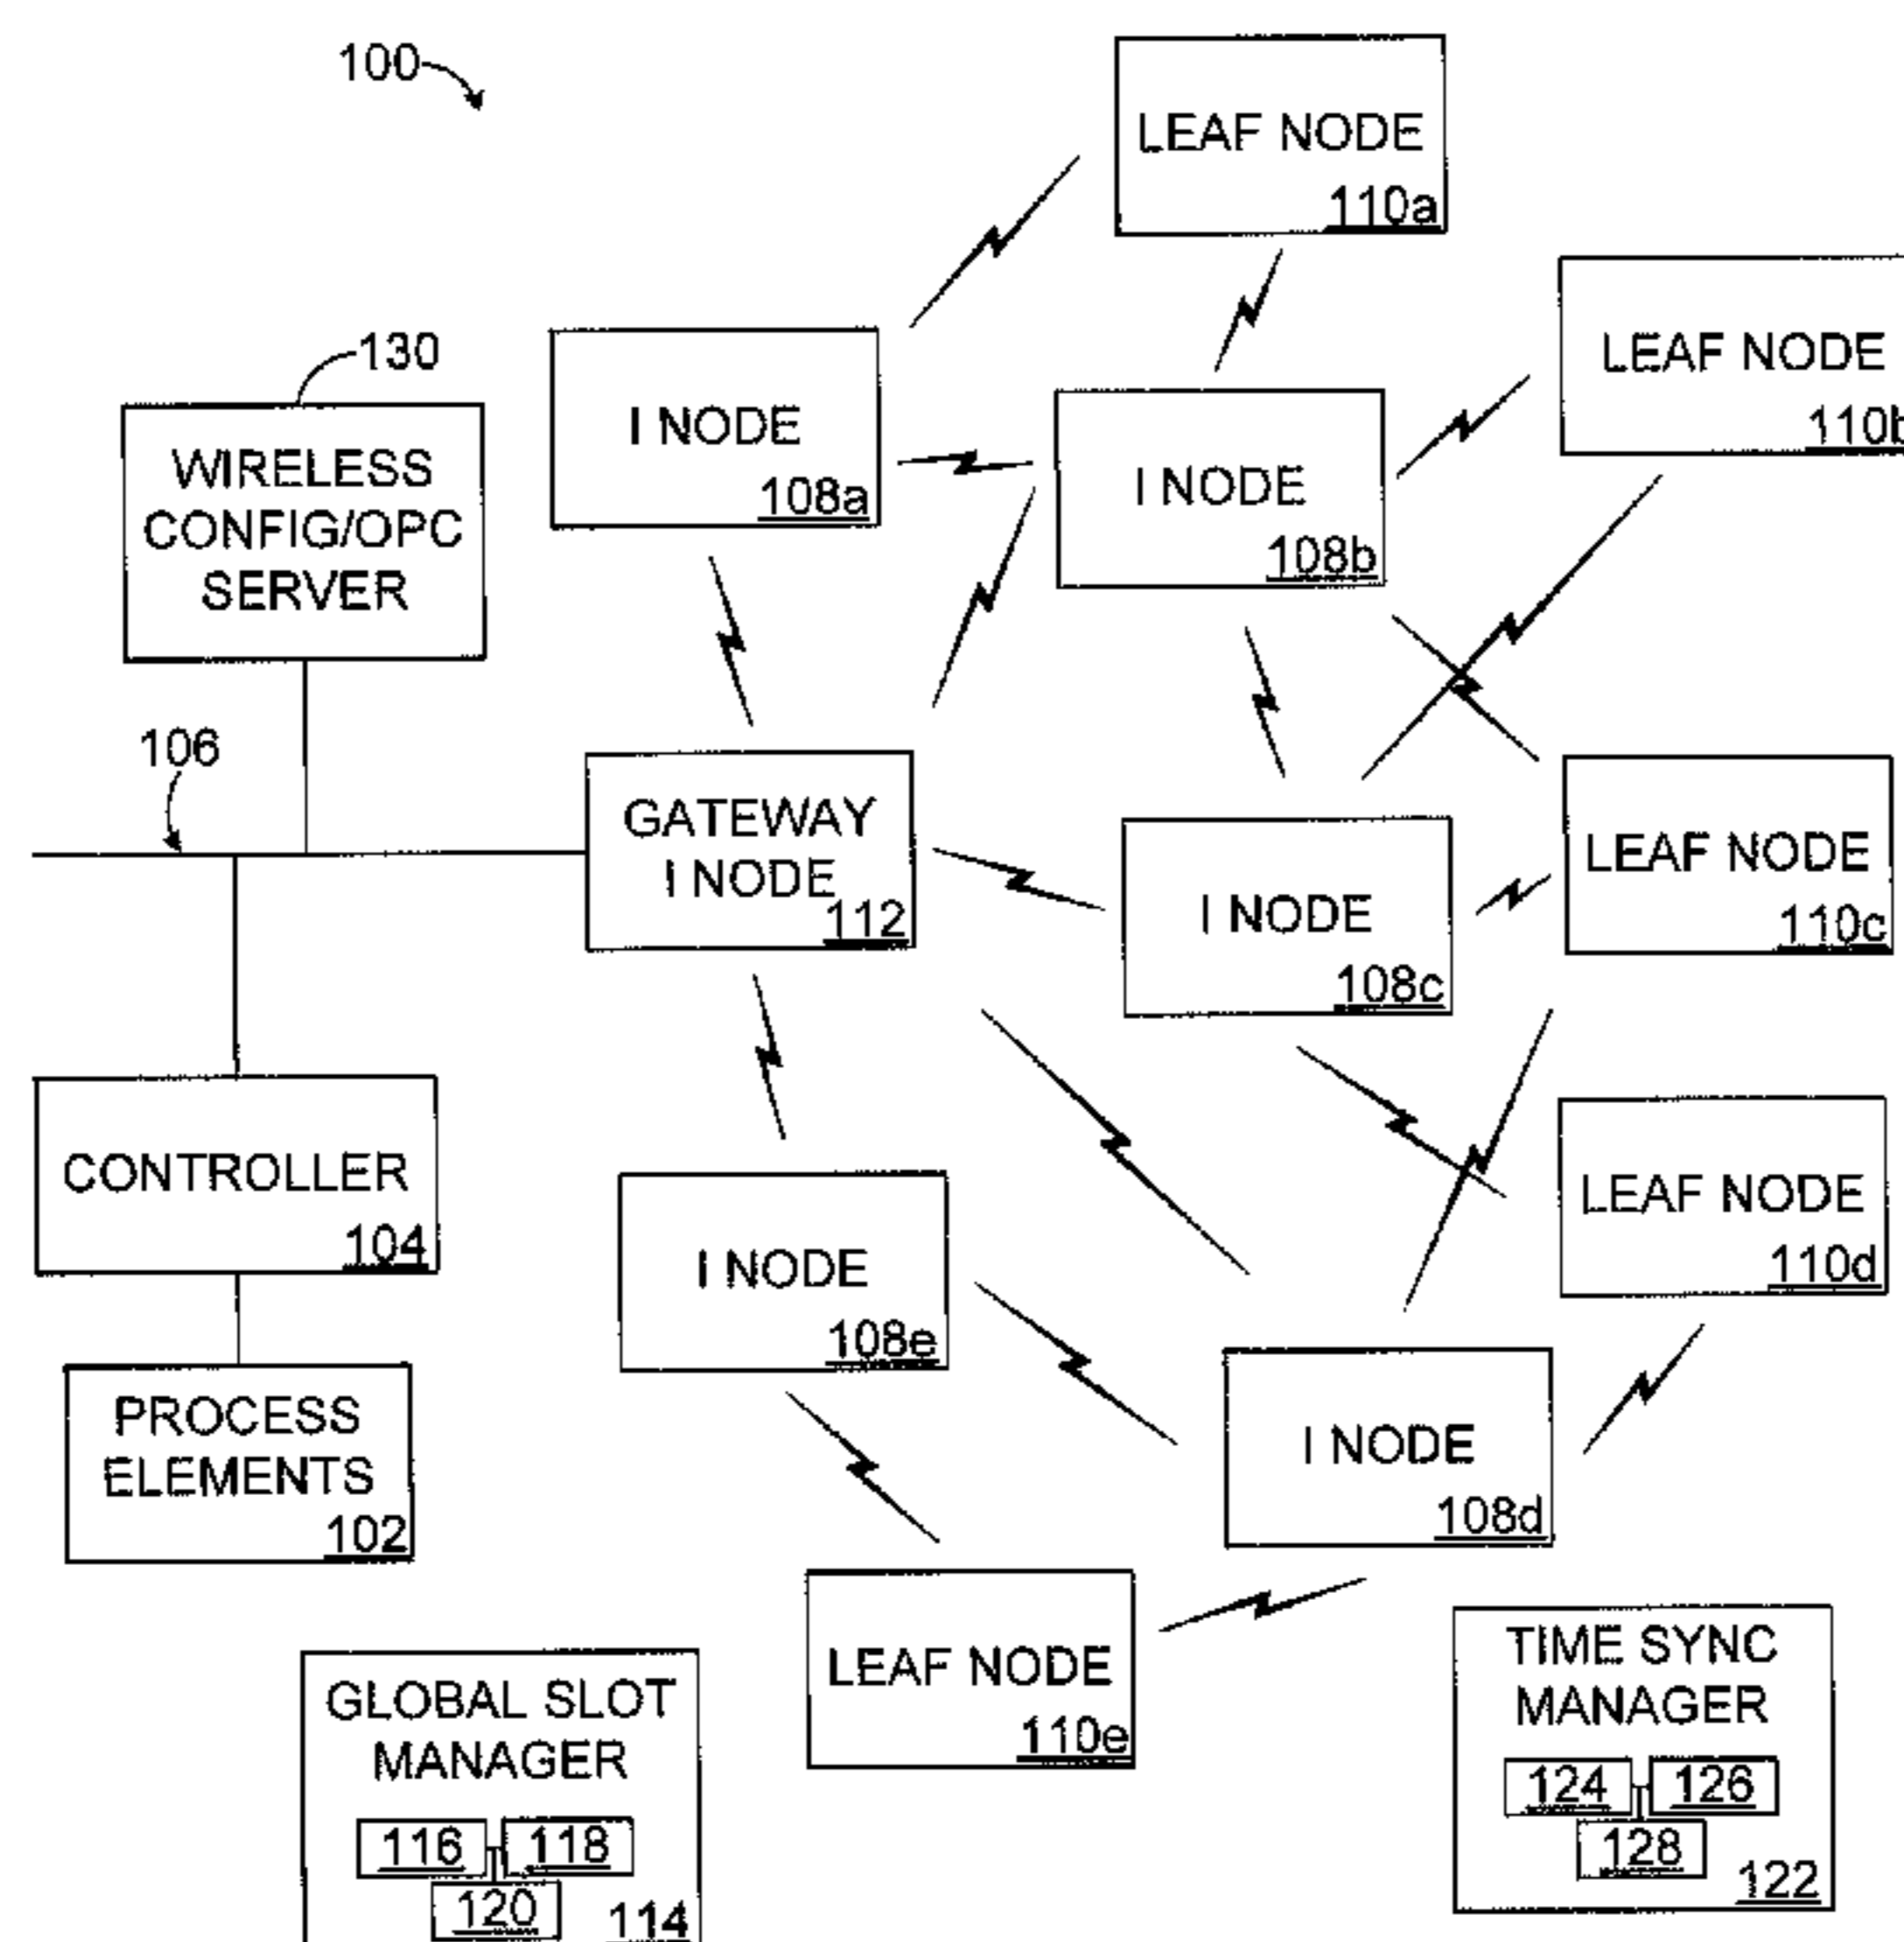 100
LEAF NODE
110a
LEAF NODE
110b
130
WIRELESS
CONFIG/OPC
SERVER
I NODE
108a
I NODE
108b
106
GATEWAY
I NODE
112
I NODE
108c
LEAF NODE
110c
CONTROLLER
104
I NODE
108e
LEAF NODE
110d
PROCESS
ELEMENTS
102
I NODE
108d
LEAF NODE
110e
GLOBAL SLOT
MANAGER
116
118
120
114
TIME SYNC
MANAGER
124
126
128
122